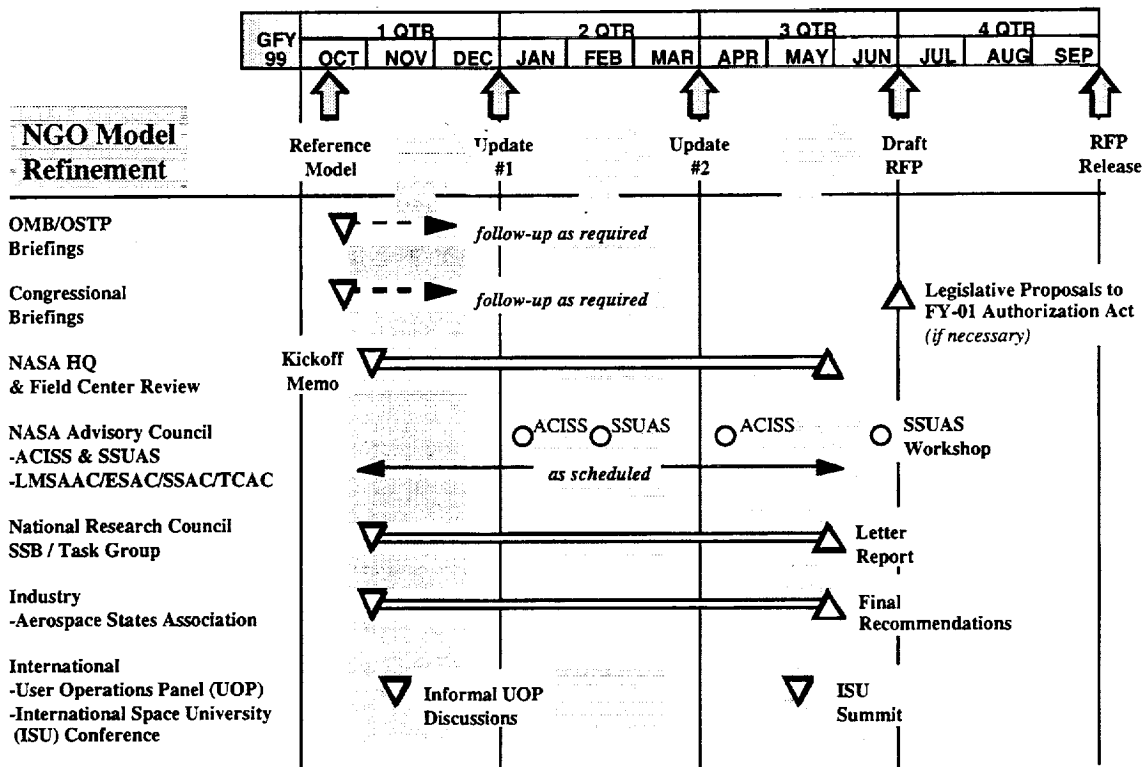 GFY 99
1 QTR 2 QTR 3 QTR 4 QTR
OCT NOV DEC JAN FEB MAR APR MAY JUN JUL AUG SEP
NGO Model
Refinement
Reference
Model
Update
#1
Update
#2
Draft
RFP
RFP
Release
OMB/OSTP
Briefings
follow-up as required
Congressional
Briefings
follow-up as required
Legislative Proposals to
FY-01 Authorization Act
(if necessary)
NASA HQ
& Field Center Review
Kickoff
Memo
NASA Advisory Council
-ACISS & SSUAS
-LMSAAC/ESAC/SSAC/TCAC
ACISS SSUAS ACISS SSUAS
Workshop
as scheduled
National Research Council
SSB / Task Group
Letter
Report
Industry
-Aerospace States Association
Final
Recommendations
International
-User Operations Panel (UOP)
-International Space University
(ISU) Conference
Informal UOP
Discussions
ISU
Summit